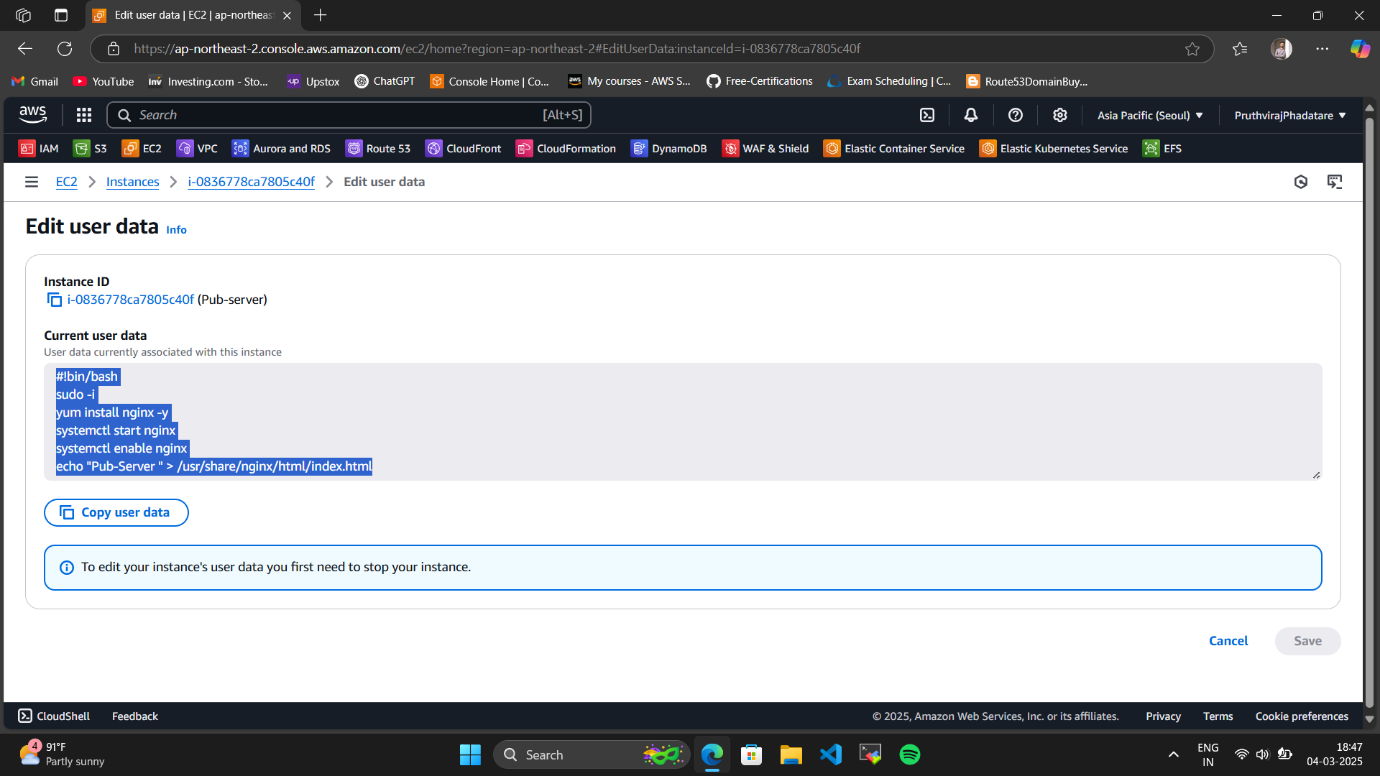 Edit user data | EC2 | ap-northeas
https://ap-northeast-2.console.aws.amazon.com/ec2/home?region=ap-northeast-2#EditUserData:instanceId=i-0836778ca7805c40f
Gmail YouTube inv Investing.com - Sto... up Upstox ChatGPT Console Home | Co... aws My courses - AWS S... Free-Certifications Exam Scheduling | C... Route53DomainBuy...
aws Search [Alt+S] Asia Pacific (Seoul) PruthvirajPhadatare
IAM S3 EC2 VPC Aurora and RDS Route 53 CloudFront CloudFormation DynamoDB WAF & Shield Elastic Container Service Elastic Kubernetes Service EFS
EC2 Instances i-0836778ca7805c40f Edit user data
Edit user data Info
Instance ID
i-0836778ca7805c40f (Pub-server)
Current user data
User data currently associated with this instance
#!bin/bash
sudo -i
yum install nginx -y
systemctl start nginx
systemctl enable nginx
echo "Pub-Server " > /usr/share/nginx/html/index.html
Copy user data
To edit your instance's user data you first need to stop your instance.
Cancel Save
CloudShell Feedback © 2025, Amazon Web Services, Inc. or its affiliates. Privacy Terms Cookie preferences
4 91°F ENG 18:47
Partly sunny Search IN 04-03-2025